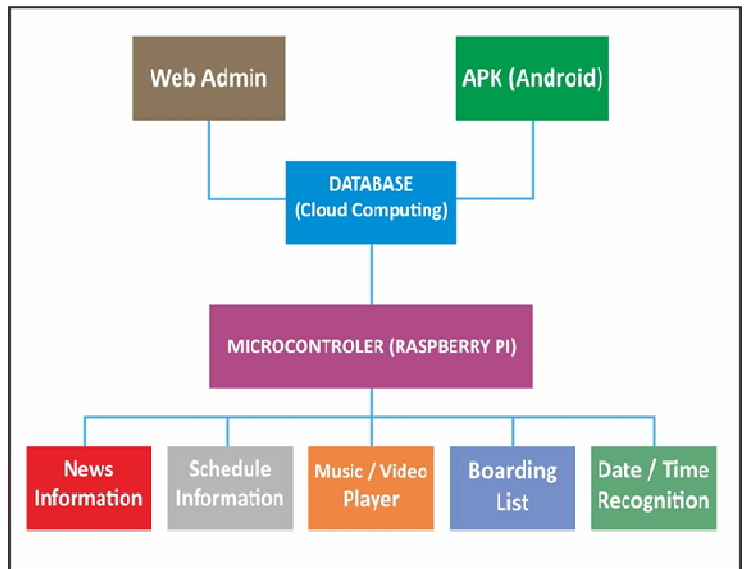 Web Admin
APK (Android)
DATABASE
(Cloud Computing)
MICROCONTROLER (RASPBERRY PI)
News
Information
Schedule
Information
Music / Video
Player
Boarding
List
Date / Time
Recognition